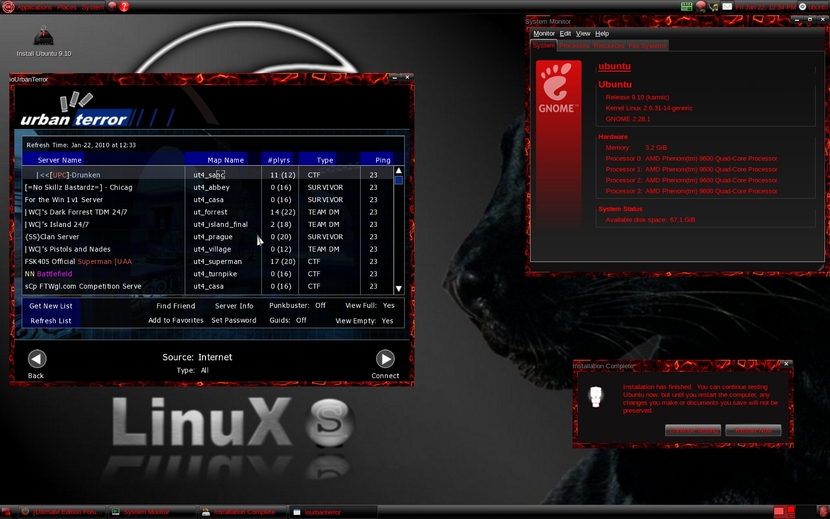 Applications Places System
Fri Jan 22, 12:34 PM
Install Ubuntu 9.10
ioUrbanTerror
urban terror
Refresh Time: Jan-22, 2010 at 12:33
Server Name Map Name #plyrs Type Ping
|<<[UPC]-Drunken 11 (12) CTF 23
[=No Skillz Bastardz=] - Chicag ut4_abbey 0 (16) SURVIVOR 23
For the Win 1v1 Server ut4_casa 0 (16) SURVIVOR 23
|WC|'s Dark Forrest TDM 24/7 ut_forrest 14 (22) TEAM DM 23
|WC|'s Island 24/7 ut4_island_final 2 (18) TEAM DM 23
{SS}Clan Server ut4_prague 0 (20) SURVIVOR 23
|WC|'s Pistols and Nades ut4_village 0 (12) TEAM DM 23
FSK405 Official Superman [UAA ut4_superman 17 (20) CTF 23
NN Battlefield ut4_turnpike 0 (16) CTF 23
sCp FTWgl.com Competition Serve ut4_casa 0 (16) CTF 23
Get New List Find Friend Server Info Punkbuster: Off View Full: Yes
Refresh List Add to Favorites Set Password Guids: Off View Empty: Yes
Source: Internet
Type: All
Back
Connect
LinuX S
System Monitor
Monitor Edit View Help
System Processes Resources File Systems
GNOME™
ubuntu
Ubuntu
Release 9.10 (karmic)
Kernel Linux 2.6.31-14-generic
GNOME 2.28.1
Hardware
Memory: 3.2 GiB
Processor 0: AMD Phenom(tm) 9600 Quad-Core Processor
Processor 1: AMD Phenom(tm) 9600 Quad-Core Processor
Processor 2: AMD Phenom(tm) 9600 Quad-Core Processor
Processor 3: AMD Phenom(tm) 9600 Quad-Core Processor
System Status
Available disk space: 67.1 GiB
Installation Complete
Installation has finished. You can continue testing
Ubuntu now, but until you restart the computer, any
changes you make or documents you save will not be
preserved.
System Monitor
Installation Complete
iourbanterror